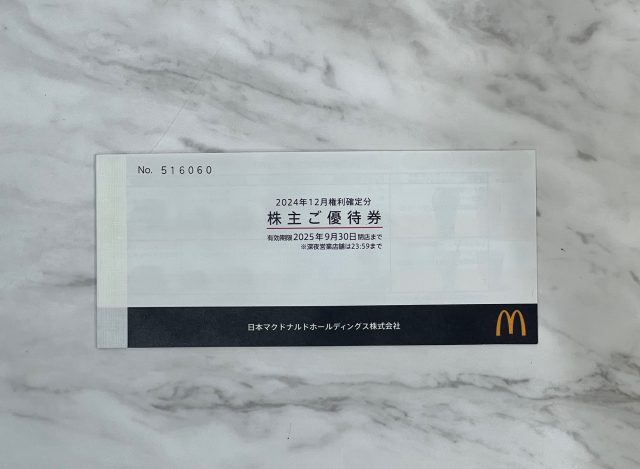 No. 516060
2024年12月権利確定分
株主ご優待券
有効期限 2025年9月30日 閉店まで
※深夜営業店舗は23:59まで
日本マクドナルドホールディングス株式会社